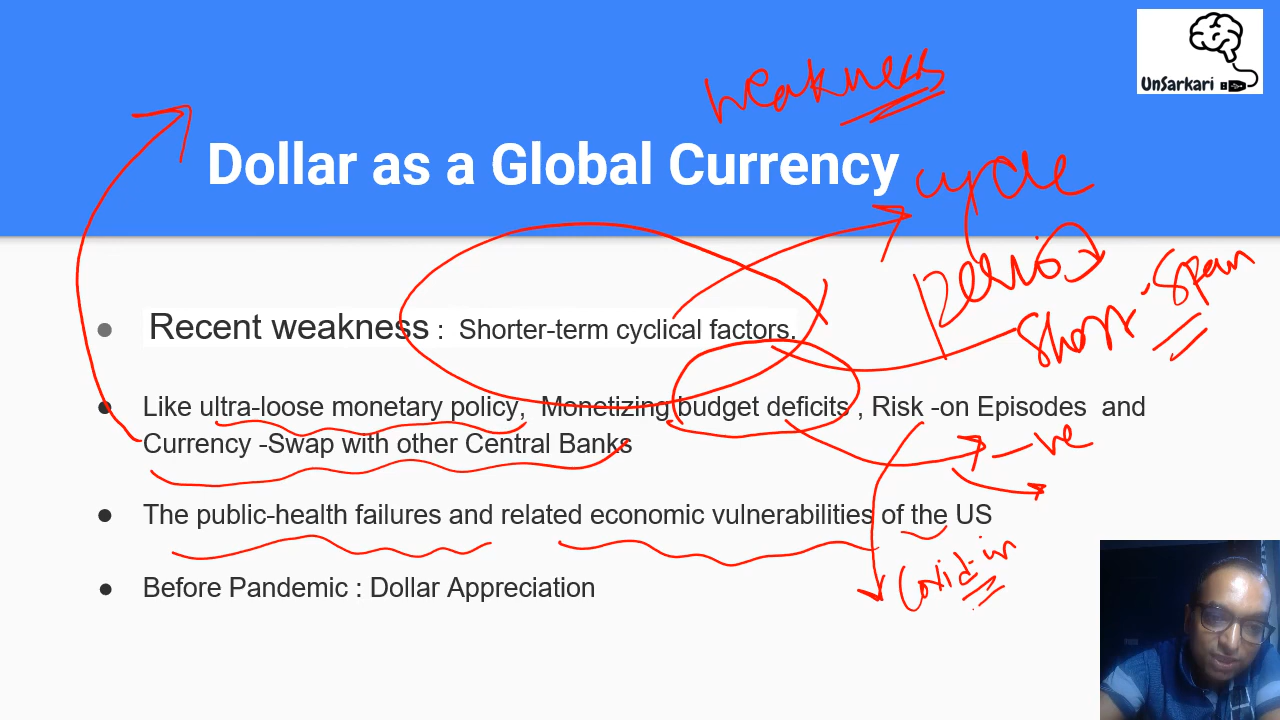 UnSarkari
weakness
Dollar as a Global Currency
cycle
period
short-span
Recent weakness : Shorter-term cyclical factors.
Like ultra-loose monetary policy, Monetizing budget deficits , Risk -on Episodes and
Currency -Swap with other Central Banks
-ve
The public-health failures and related economic vulnerabilities of the US
Before Pandemic : Dollar Appreciation